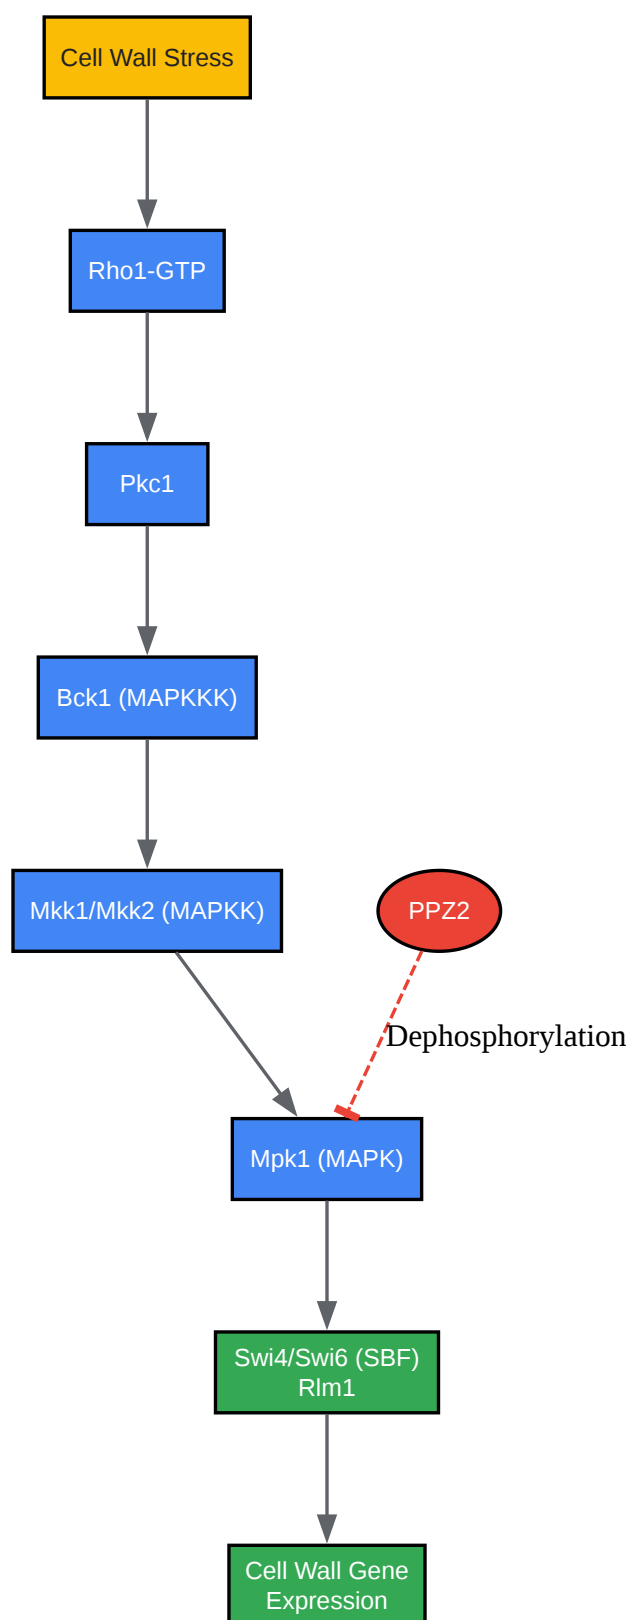 Cell Wall Stress
Rho1-GTP
Pkc1
Bck1 (MAPKKK)
Mkk1/Mkk2 (MAPKK)
PPZ2
Dephosphorylation
Mpk1 (MAPK)
Swi4/Swi6 (SBF)
Rlm1
Cell Wall Gene
Expression